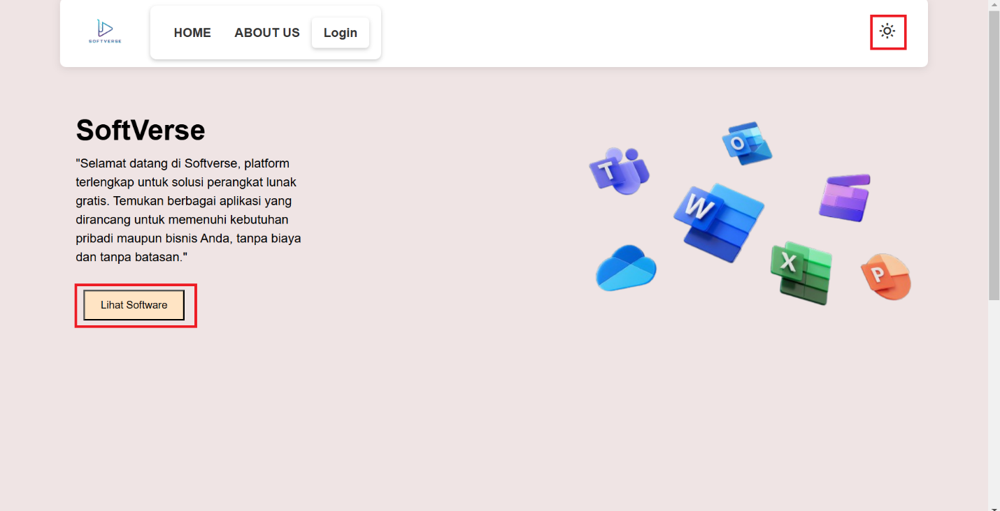 SOFTVERSE
HOME
ABOUT US
Login
SoftVerse
"Selamat datang di Softverse, platform
terlengkap untuk solusi perangkat lunak
gratis. Temukan berbagai aplikasi yang
dirancang untuk memenuhi kebutuhan
pribadi maupun bisnis Anda, tanpa biaya
dan tanpa batasan."
Lihat Software
O
T
W
X
P